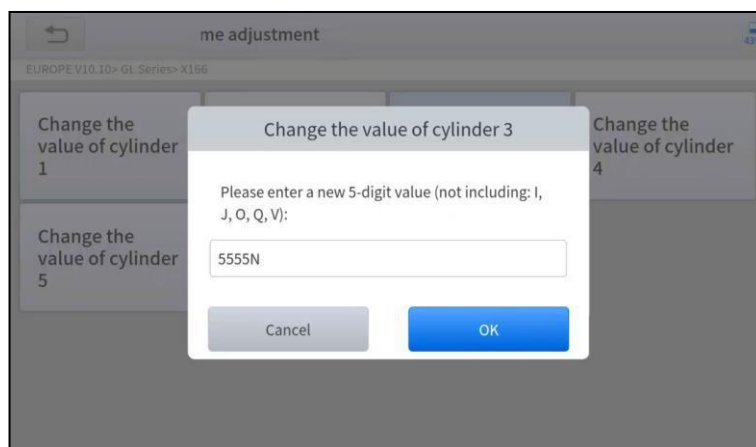 me adjustment
43%
EUROPE V10.10> GL Series> X166
Change the
value of cylinder
1
Change the value of cylinder 3
Change the
value of cylinder
4
Please enter a new 5-digit value (not including: I,
J, O, Q, V):
Change the
value of cylinder
5
5555N
Cancel
OK